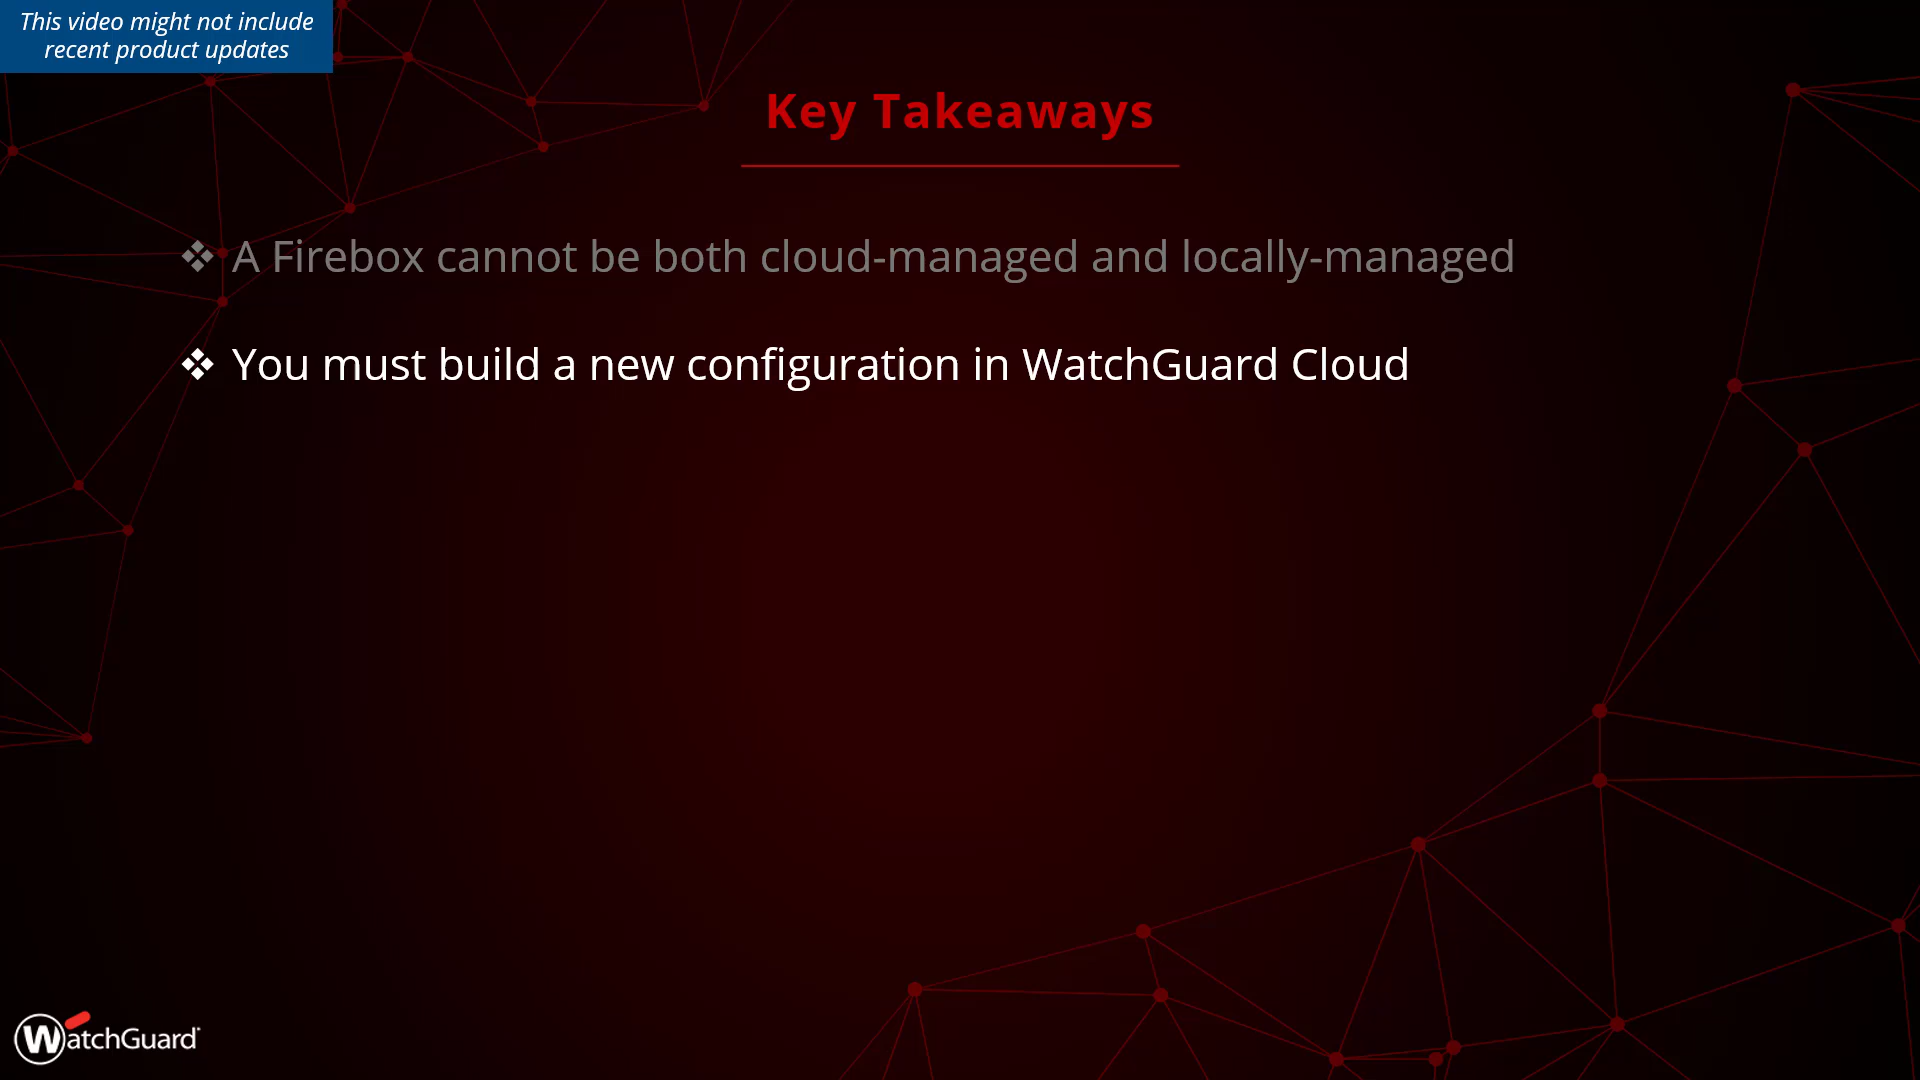 This video might not include
recent product updates
Key Takeaways
❖ A Firebox cannot be both cloud-managed and locally-managed
❖ You must build a new configuration in WatchGuard Cloud
WatchGuard